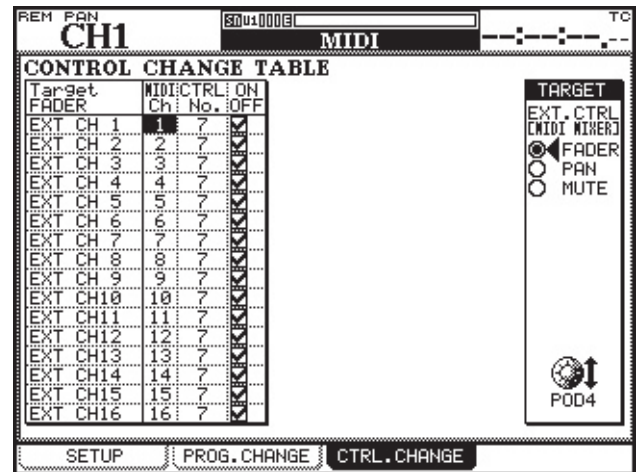 REM PAN
CH1
MIDI
TC
--:--:--.--
CONTROL CHANGE TABLE
Target FADER MIDI Ch CTRL No. ON OFF
EXT CH 1 1 7
EXT CH 2 2 7
EXT CH 3 3 7
EXT CH 4 4 7
EXT CH 5 5 7
EXT CH 6 6 7
EXT CH 7 7 7
EXT CH 8 8 7
EXT CH 9 9 7
EXT CH10 10 7
EXT CH11 11 7
EXT CH12 12 7
EXT CH13 13 7
EXT CH14 14 7
EXT CH15 15 7
EXT CH16 16 7
TARGET
EXT.CTRL
[MIDI MIXER]
FADER
PAN
MUTE
POD4
SETUP
PROG.CHANGE
CTRL.CHANGE